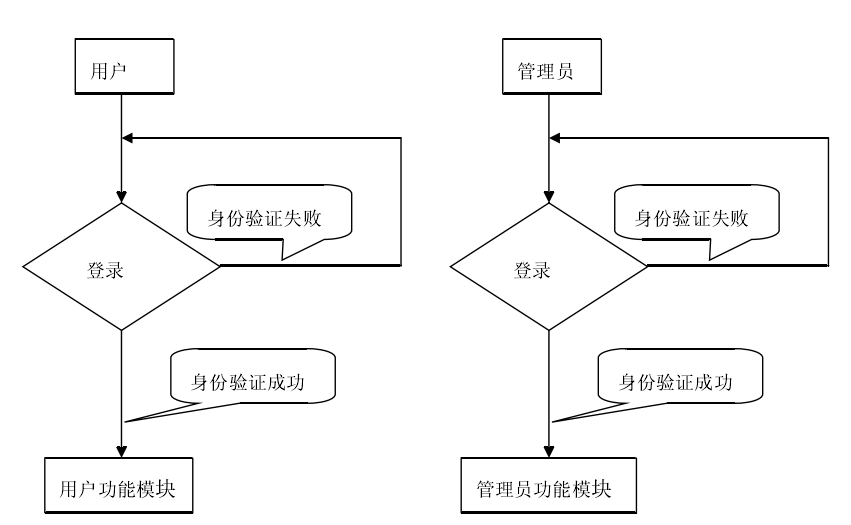 用户
身份验证失败
登录
身份验证成功
用户功能模块
管理员
身份验证失败
登录
身份验证成功
管理员功能模块